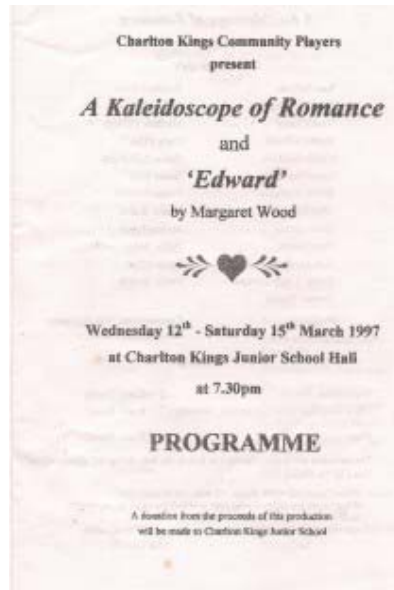 Charlton Kings Community Players
present
A Kaleidoscope of Romance
and
'Edward'
by Margaret Wood
Wednesday 12th - Saturday 15th March 1997
at Charlton Kings Junior School Hall
at 7.30pm
PROGRAMME
A donation from the proceeds of this production
will be made to Charlton Kings Junior School